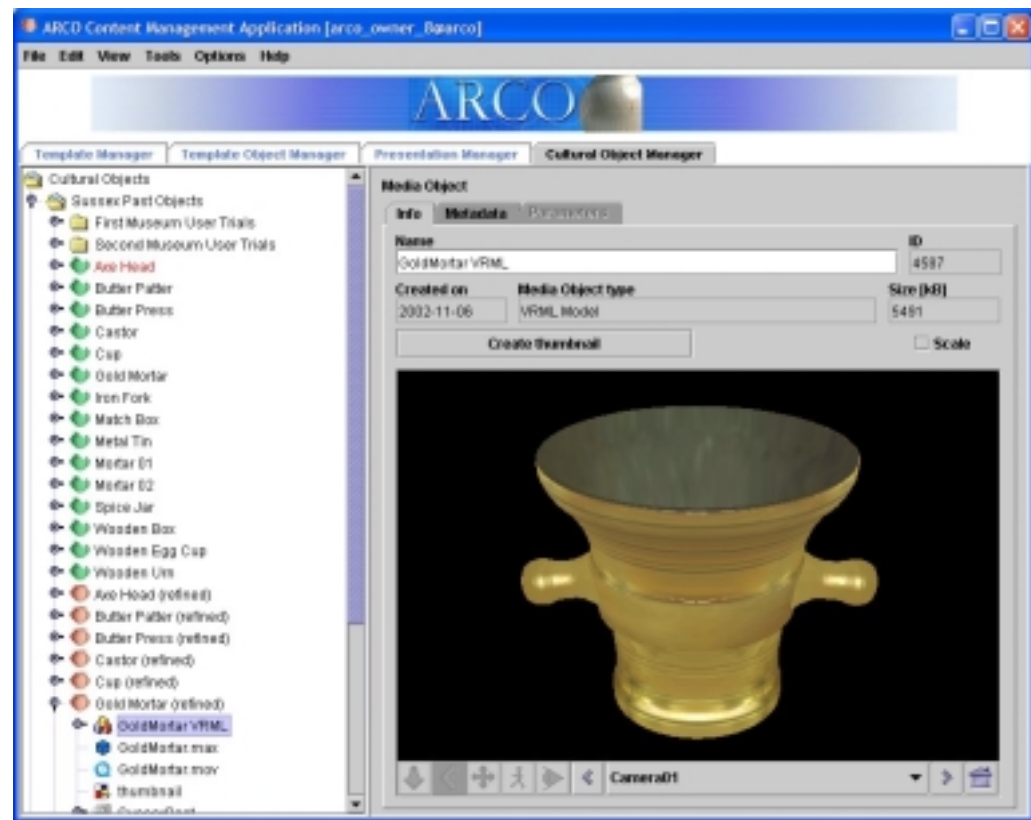 ARCO Content Management Application [arco_owner_8@arco]
File Edit View Tools Options Help
ARCO
Template Manager Template Object Manager Presentation Manager Cultural Object Manager
Cultural Objects
Sussex Past Objects
First Museum User Trials
Second Museum User Trials
Axe Head
Butter Patter
Butter Press
Castor
Cup
Gold Mortar
Iron Fork
Match Box
Metal Tin
Mortar 01
Mortar 02
Spice Jar
Wooden Box
Wooden Egg Cup
Wooden Urn
Axe Head (refined)
Butter Patter (refined)
Butter Press (refined)
Castor (refined)
Cup (refined)
Gold Mortar (refined)
GoldMortar VRML
GoldMortar.max
GoldMortar.mov
thumbnail
Media Object
Info Metadata Parameters
Name ID
GoldMortar VRML 4587
Created on Media Object type Size [kB]
2002-11-06 VRML Model 5481
Create thumbnail Scale
Camera01